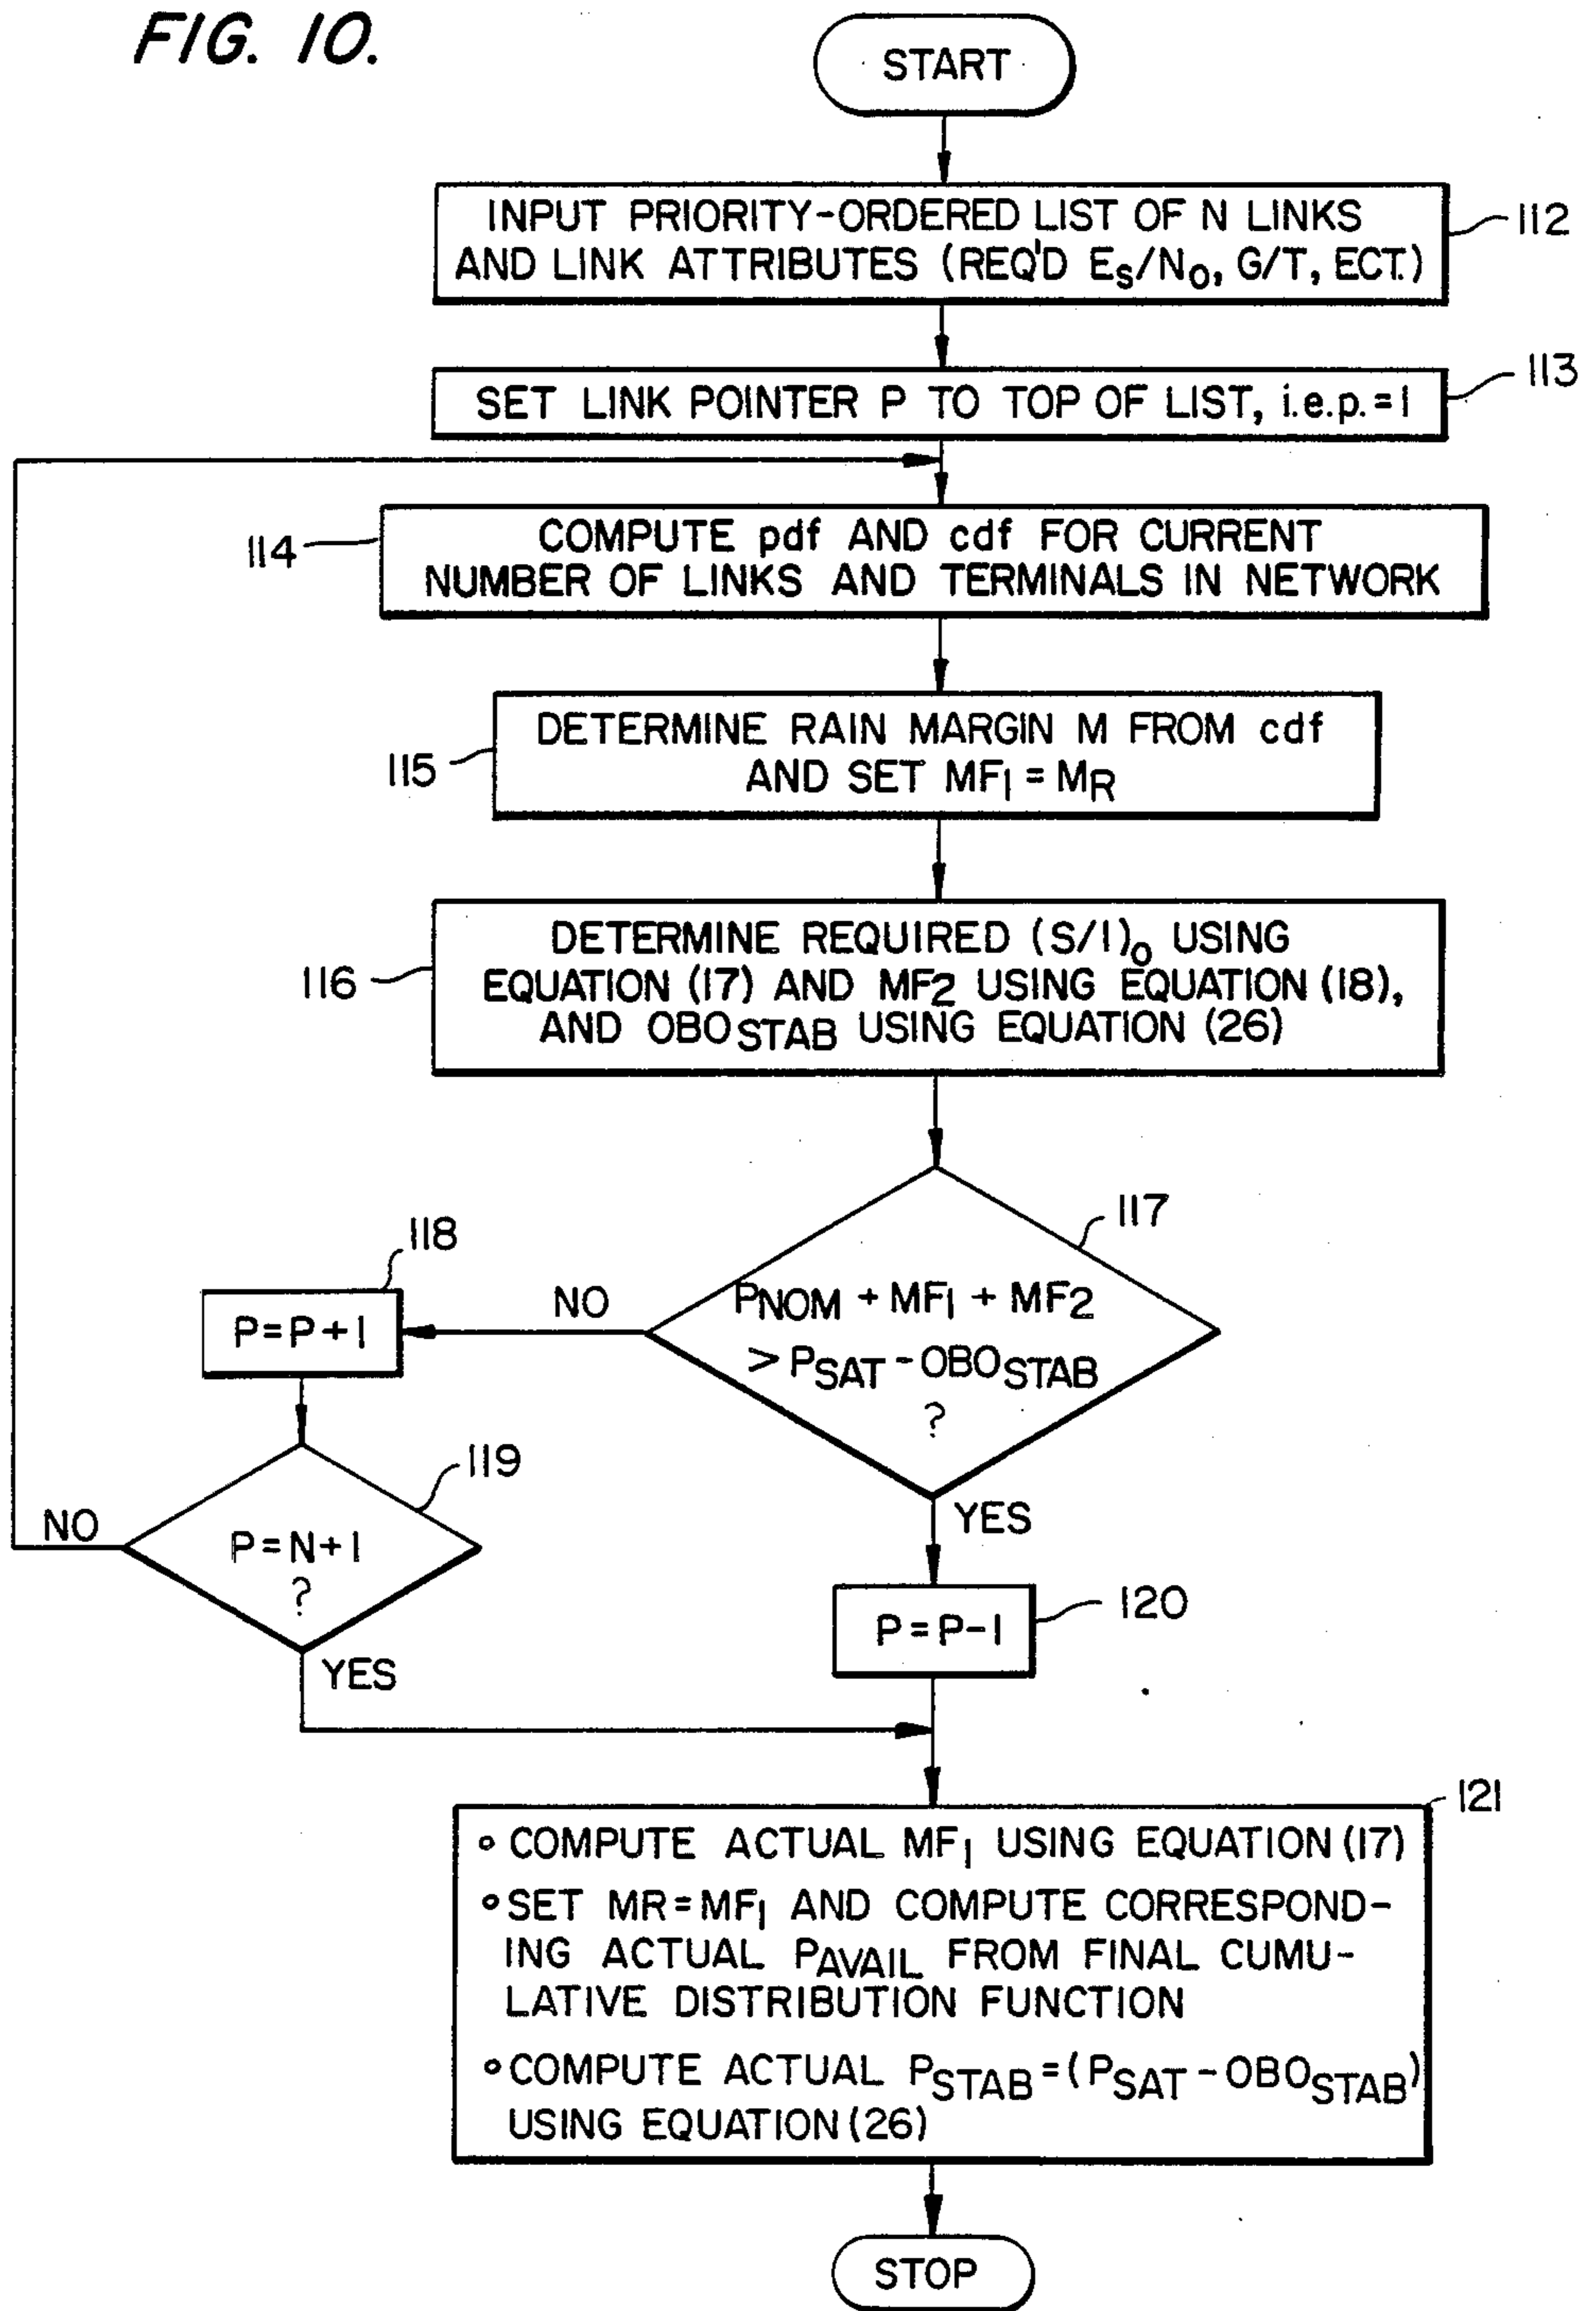 FIG. 10.
START
INPUT PRIORITY-ORDERED LIST OF N LINKS
AND LINK ATTRIBUTES (REQ'D ES/NO, G/T, ECT.)
112
SET LINK POINTER P TO TOP OF LIST, i.e.p.=1
113
COMPUTE pdf AND cdf FOR CURRENT
NUMBER OF LINKS AND TERMINALS IN NETWORK
114
DETERMINE RAIN MARGIN M FROM cdf
AND SET MF1 = MR
115
DETERMINE REQUIRED (S/I)o USING
EQUATION (17) AND MF2 USING EQUATION (18),
AND OBOSTAB USING EQUATION (26)
116
117
PNOM + MF1 + MF2
> PSAT - OBOSTAB
?
NO
118
P=P+1
119
P=N+1
?
NO
YES
YES
P=P-1
120
121
° COMPUTE ACTUAL MF1 USING EQUATION (17)
° SET MR=MF1 AND COMPUTE CORRESPOND-
ING ACTUAL PAVAIL FROM FINAL CUMU-
LATIVE DISTRIBUTION FUNCTION
° COMPUTE ACTUAL PSTAB=(PSAT-OBOSTAB)
USING EQUATION (26)
STOP